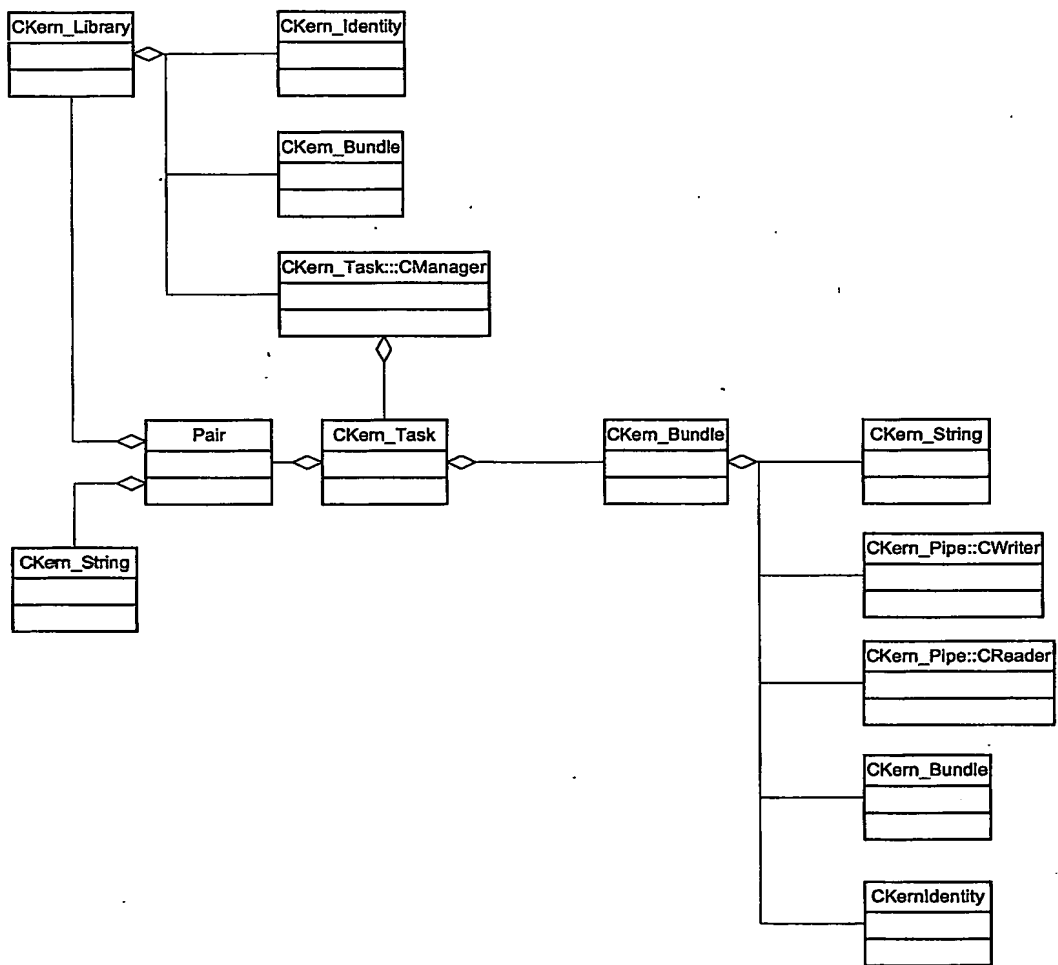 CKern_Library
CKern_Identity
CKern_Bundle
CKern_Task:::CManager
Pair
CKern_Task
CKern_Bundle
CKern_String
CKern_String
CKern_Pipe::CWriter
CKern_Pipe::CReader
CKern_Bundle
CKernIdentity